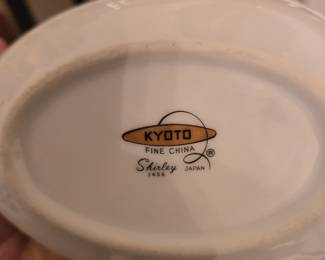 KYOTO
FINE CHINA
®
Shirley JAPAN